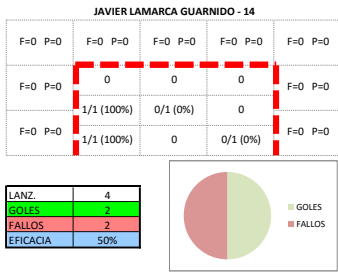 JAVIER LAMARCA GUARNIDO - 14
F=0 P=0 F=0 P=0 F=0 P=0 F=0 P=0 F=0 P=0
F=0 P=0 0 0 0 F=0 P=0
1/1 (100%) 0/1 (0%) 0
F=0 P=0 1/1 (100%) 0 0/1 (0%) F=0 P=0
LANZ. 4
GOLES 2
FALLOS 2
EFICACIA 50%
GOLES
FALLOS